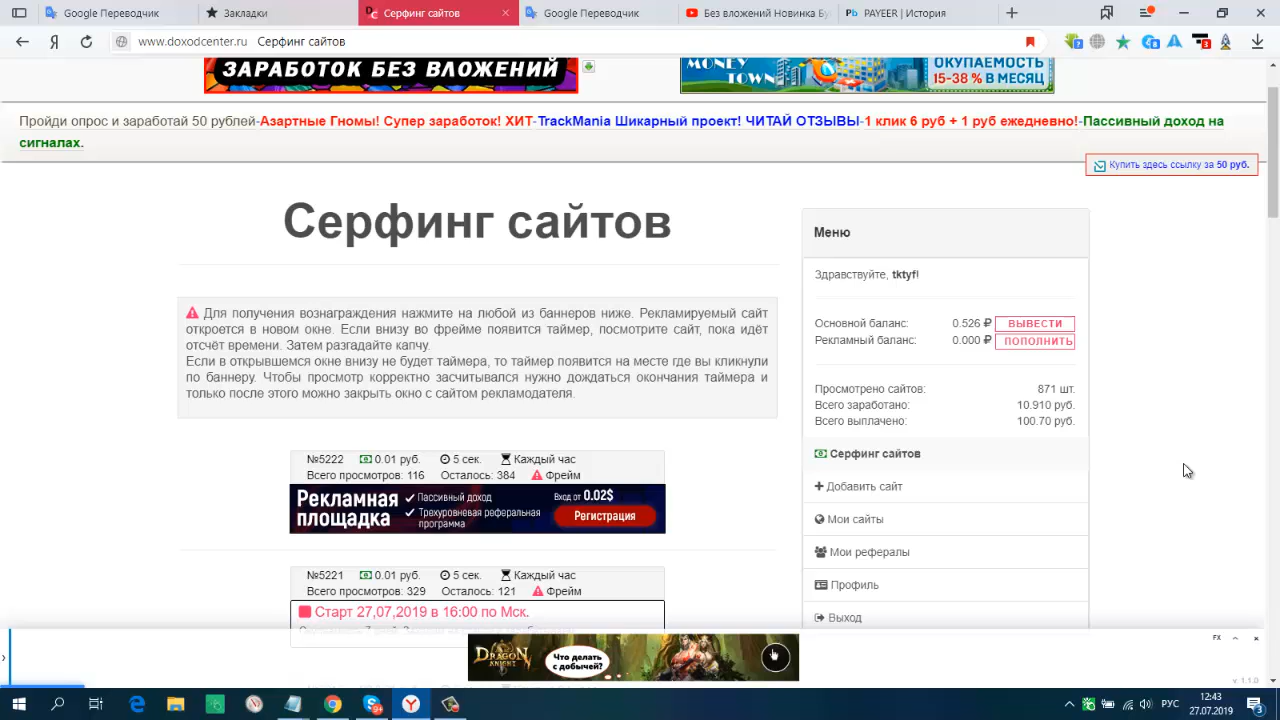 Google Переводчик
Закладки
Серфинг сайтов
Google Переводчик
Без вложений Новинка Бу
PAYEER | История
www.doxodcenter.ru Серфинг сайтов
ЗАРАБОТОК БЕЗ ВЛОЖЕНИЙ
MONEY TOWN
ОКУПАЕМОСТЬ
15-38 % В МЕСЯЦ
Пройди опрос и заработай 50 рублей-Азартные Гномы! Супер заработок! ХИТ-TrackMania Шикарный проект! ЧИТАЙ ОТЗЫВЫ-1 клик 6 руб + 1 руб ежедневно!-Пассивный доход на
сигналах.
Купить здесь ссылку за 50 руб.
Серфинг сайтов
Для получения вознаграждения нажмите на любой из баннеров ниже. Рекламируемый сайт
откроется в новом окне. Если внизу во фрейме появится таймер, посмотрите сайт, пока идёт
отсчёт времени. Затем разгадайте капчу.
Если в открывшемся окне внизу не будет таймера, то таймер появится на месте где вы кликнули
по баннеру. Чтобы просмотр корректно засчитывался нужно дождаться окончания таймера и
только после этого можно закрыть окно с сайтом рекламодателя.
№5222 0.01 руб. 5 сек. Каждый час
Всего просмотров: 116 Осталось: 384 Фрейм
Рекламная
площадка
Пассивный доход
Трехуровневая реферальная
программа
Вход от 0.02$
Регистрация
№5221 0.01 руб. 5 сек. Каждый час
Всего просмотров: 329 Осталось: 121 Фрейм
Старт 27,07,2019 в 16:00 по Мск.
Меню
Здравствуйте, tktyf!
Основной баланс: 0.526 ₽ ВЫВЕСТИ
Рекламный баланс: 0.000 ₽ ПОПОЛНИТЬ
Просмотрено сайтов: 871 шт.
Всего заработано: 10.910 руб.
Всего выплачено: 100.70 руб.
Серфинг сайтов
Добавить сайт
Мои сайты
Мои рефералы
Профиль
Выход
DRAGON
KNIGHT
Что делать
с добычей?
FX
v 1.1.0
РУС
12:43
27.07.2019